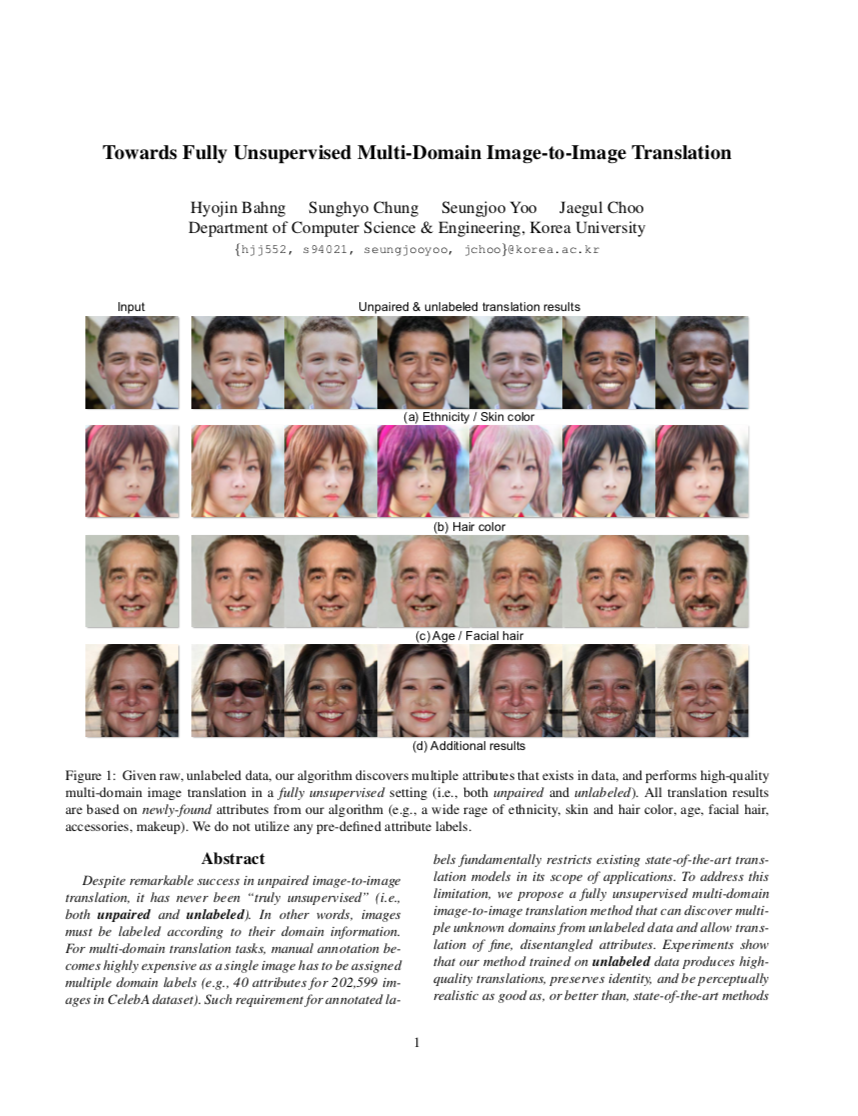 Towards Fully Unsupervised Multi-Domain Image-to-Image Translation
Hyojin Bahng Sunghyo Chung Seungjoo Yoo Jaegul Choo
Department of Computer Science & Engineering, Korea University
{hjj552, s94021, seungjooyoo, jchoo}@korea.ac.kr
Input Unpaired & unlabeled translation results
(a) Ethnicity / Skin color
(b) Hair color
(c) Age / Facial hair
(d) Additional results
Figure 1: Given raw, unlabeled data, our algorithm discovers multiple attributes that exists in data, and performs high-quality
multi-domain image translation in a fully unsupervised setting (i.e., both unpaired and unlabeled). All translation results
are based on newly-found attributes from our algorithm (e.g., a wide rage of ethnicity, skin and hair color, age, facial hair,
accessories, makeup). We do not utilize any pre-defined attribute labels.
Abstract
Despite remarkable success in unpaired image-to-image
translation, it has never been “truly unsupervised” (i.e.,
both unpaired and unlabeled). In other words, images
must be labeled according to their domain information.
For multi-domain translation tasks, manual annotation be-
comes highly expensive as a single image has to be assigned
multiple domain labels (e.g., 40 attributes for 202,599 im-
ages in CelebA dataset). Such requirement for annotated la-
bels fundamentally restricts existing state-of-the-art trans-
lation models in its scope of applications. To address this
limitation, we propose a fully unsupervised multi-domain
image-to-image translation method that can discover multi-
ple unknown domains from unlabeled data and allow trans-
lation of fine, disentangled attributes. Experiments show
that our method trained on unlabeled data produces high-
quality translations, preserves identity, and be perceptually
realistic as good as, or better than, state-of-the-art methods
1